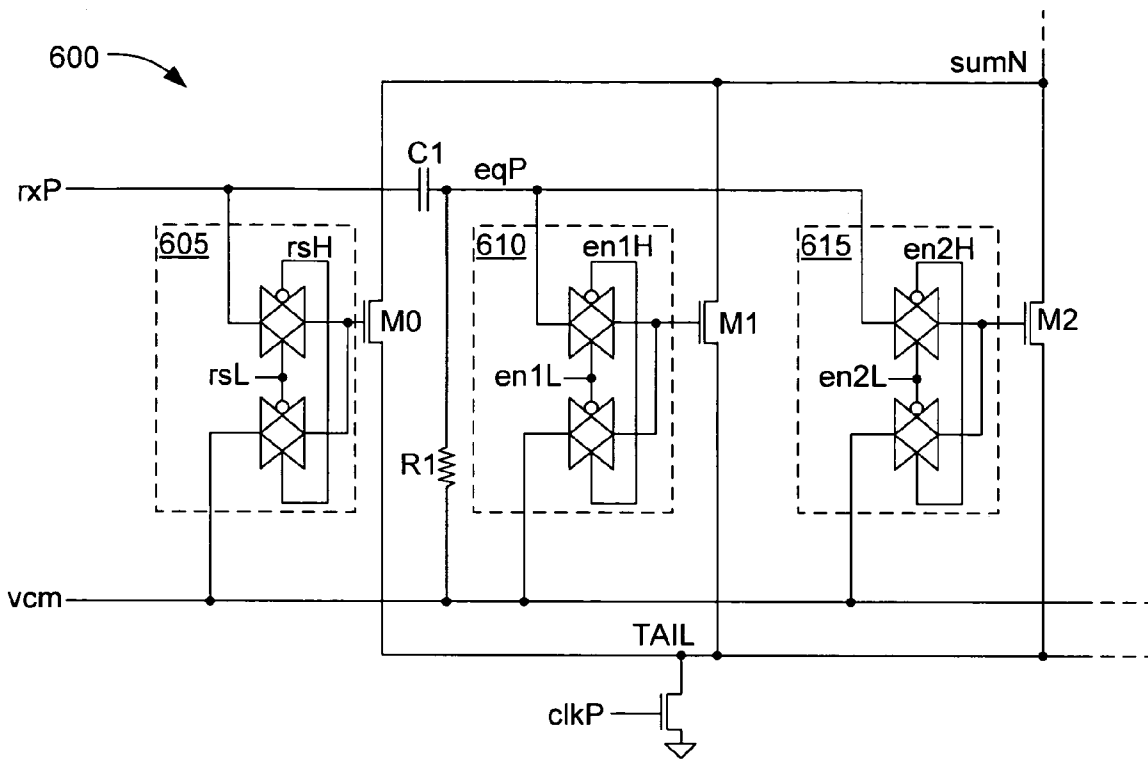 600
sumN
C1
eqP
rxP
605
rsH
610
en1H
615
en2H
M0
M1
M2
rsL
en1L
en2L
R1
vcm
TAIL
clkP